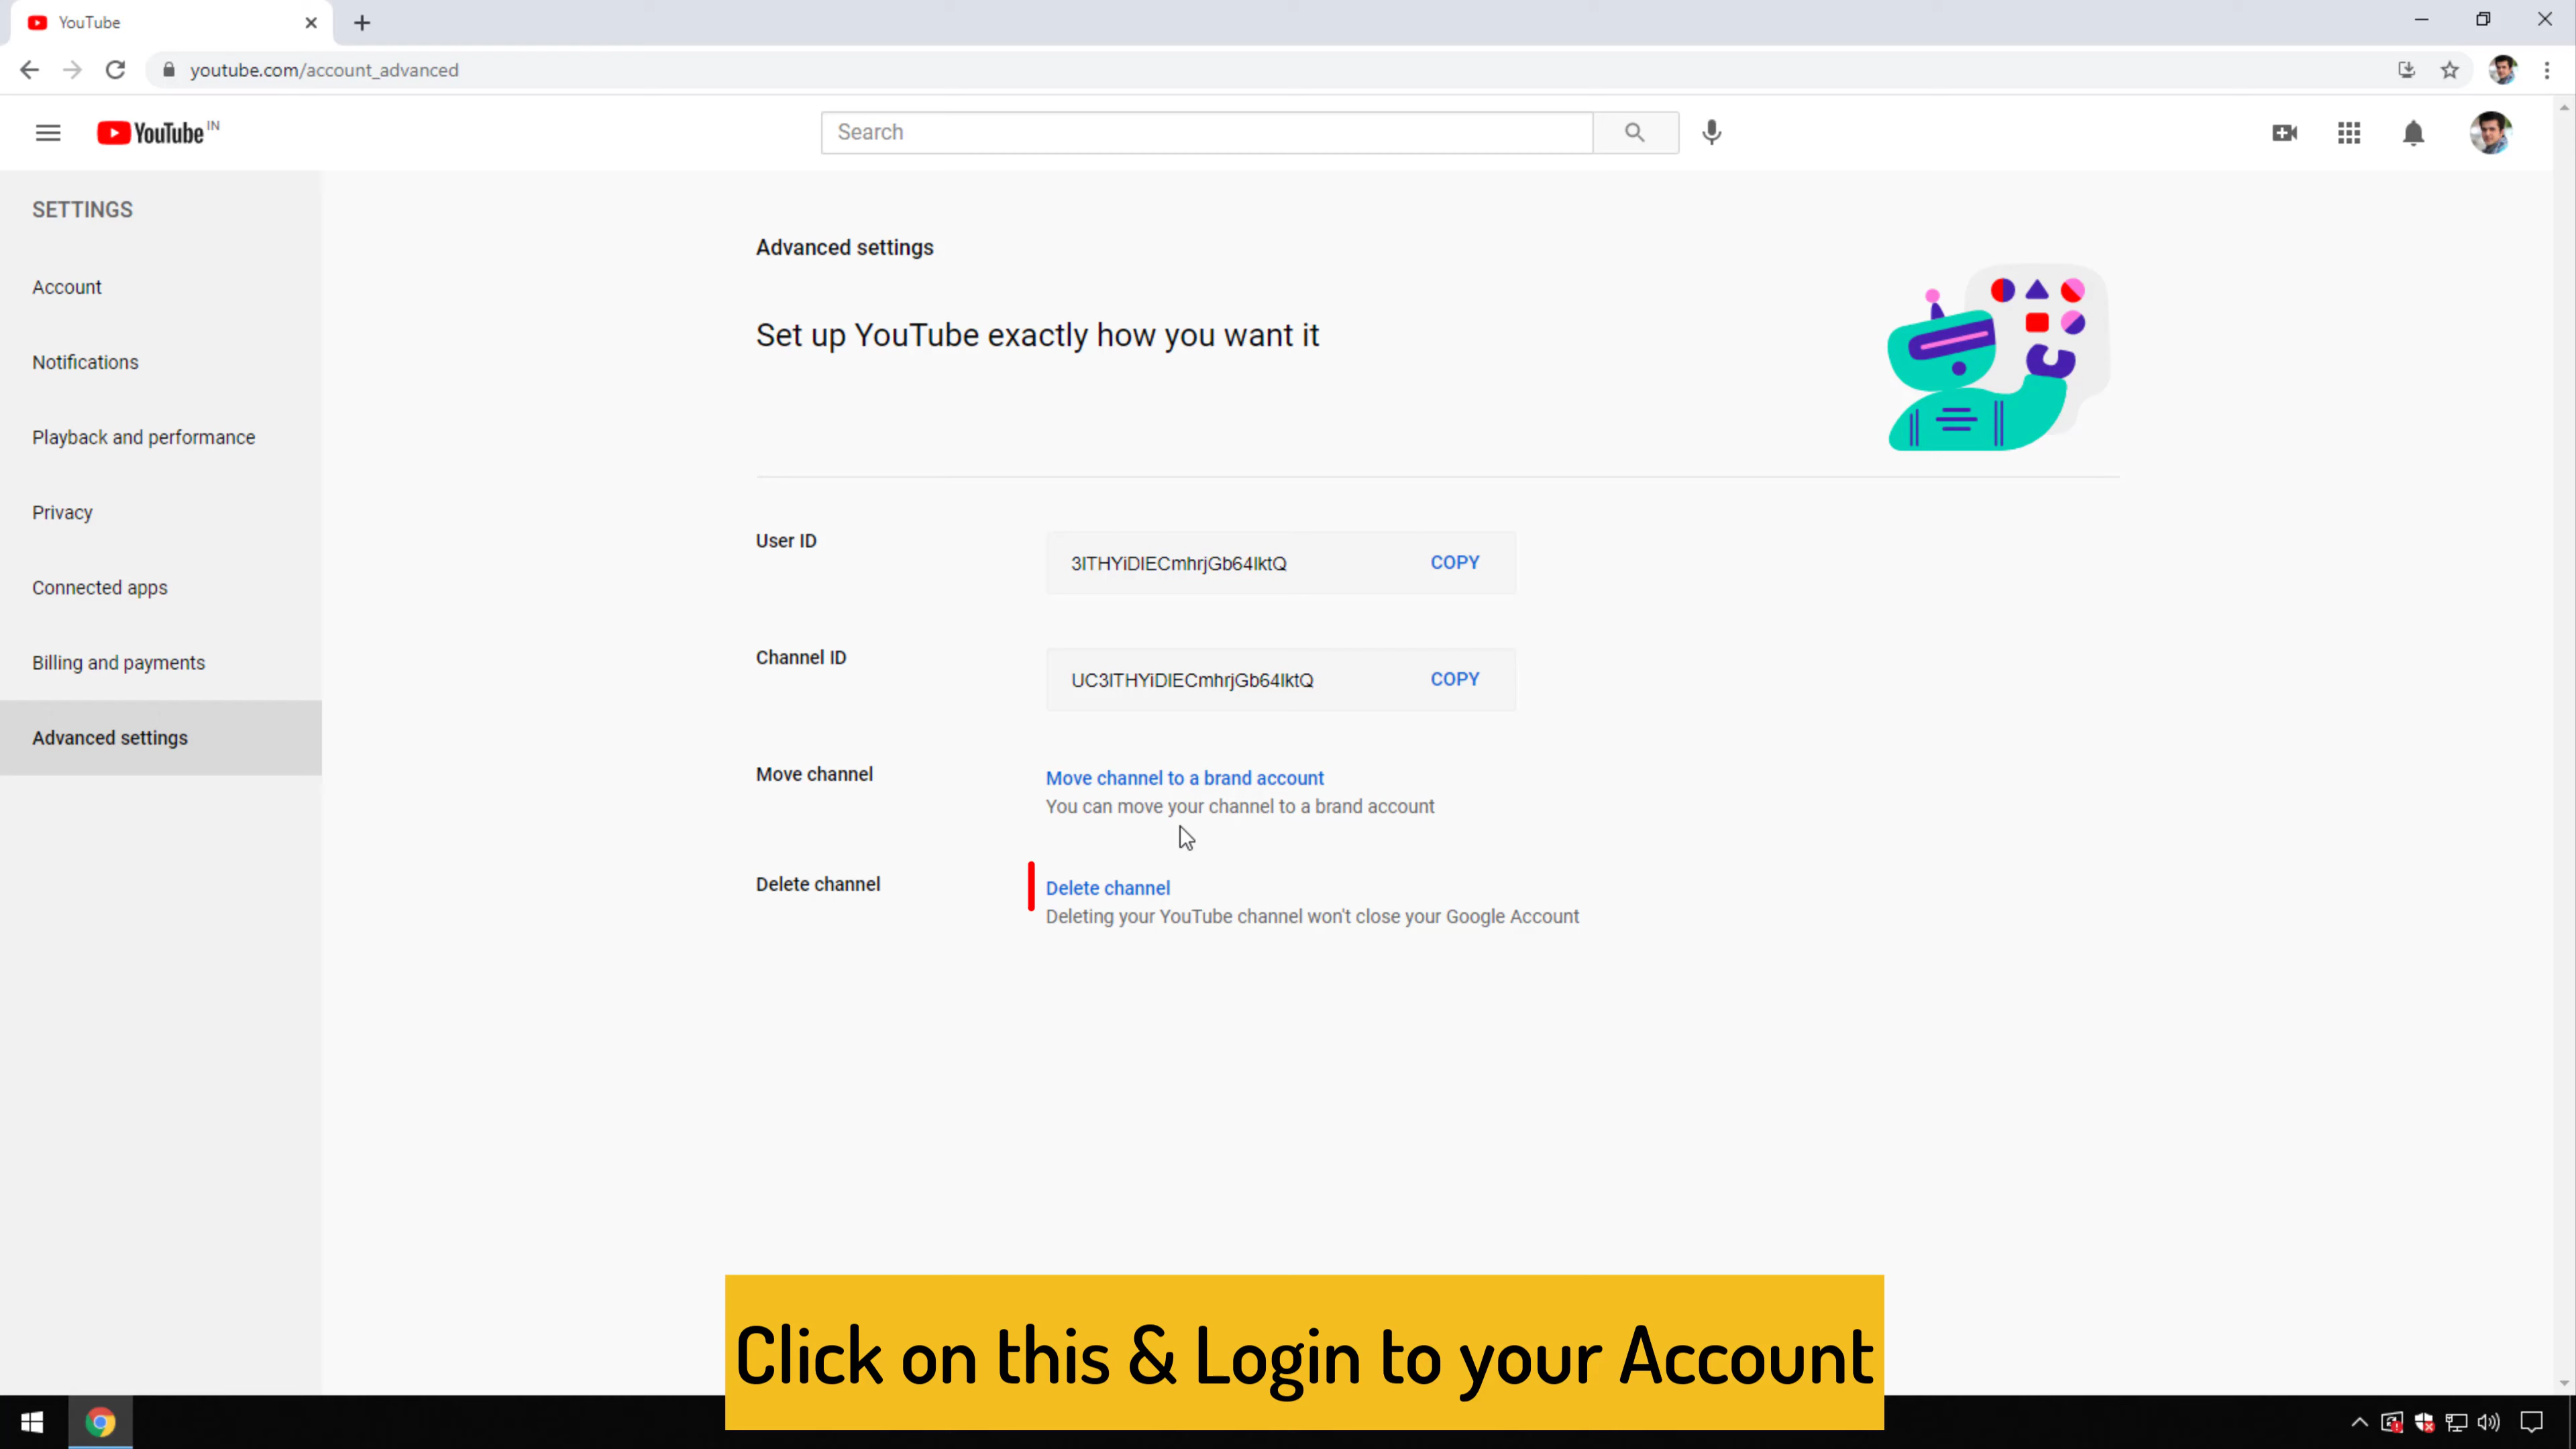 YouTube
youtube.com/account_advanced
YouTube IN
Search
SETTINGS
Account
Notifications
Playback and performance
Privacy
Connected apps
Billing and payments
Advanced settings
Advanced settings
Set up YouTube exactly how you want it
User ID
3ITHYiDIECmhrjGb64IktQ COPY
Channel ID
UC3ITHYiDIECmhrjGb64IktQ COPY
Move channel
Move channel to a brand account
You can move your channel to a brand account
Delete channel
Delete channel
Deleting your YouTube channel won't close your Google Account
Click on this & Login to your Account